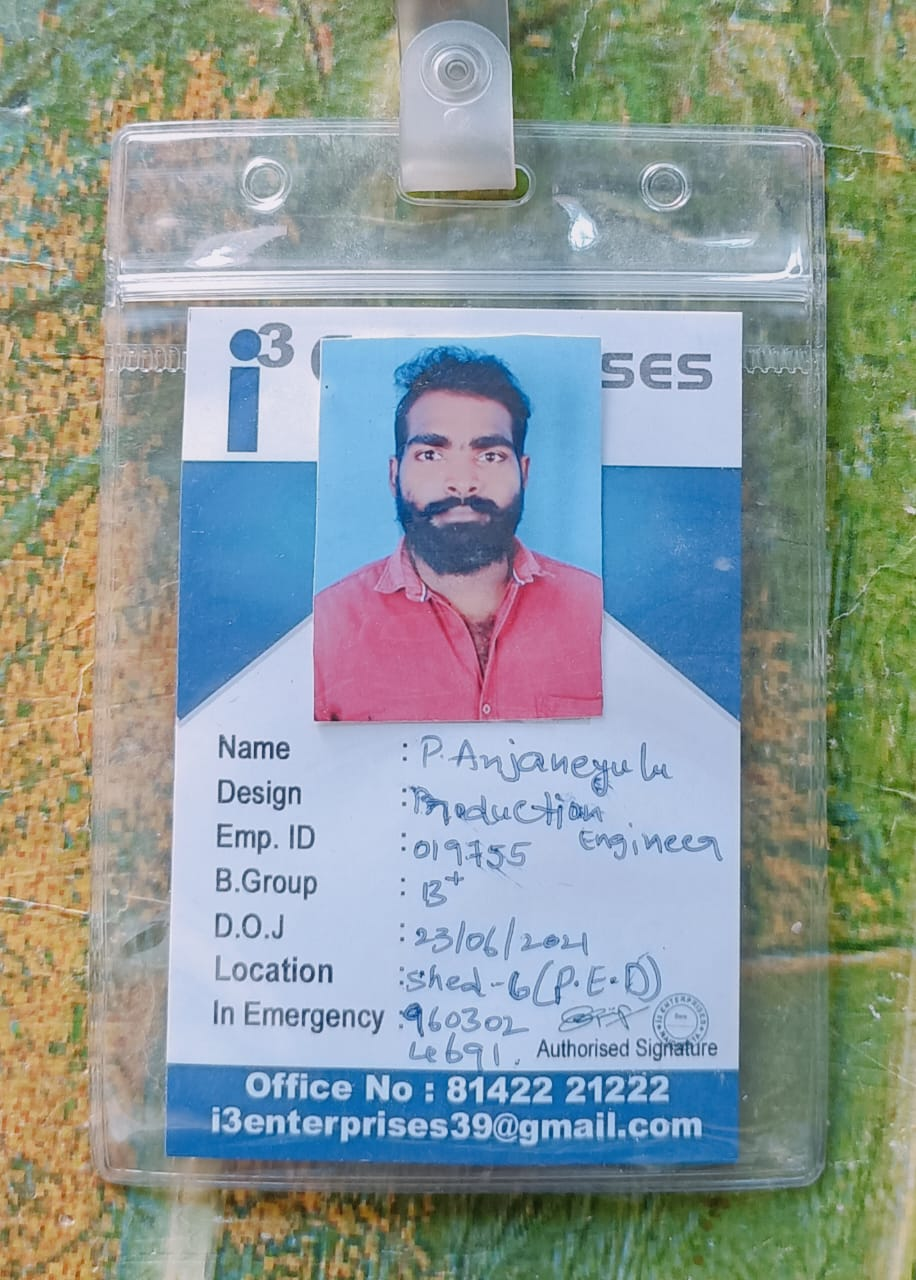 i3 SES
Name : P. Anjaneyulu
Design : Production
Engineer
Emp. ID : 019755
B.Group : B+
D.O.J : 23/06/2021
Location : Shed-6 (P.E.D)
In Emergency : 960302
4691.
Authorised Signature
Office No : 81422 21222
i3enterprises39@gmail.com